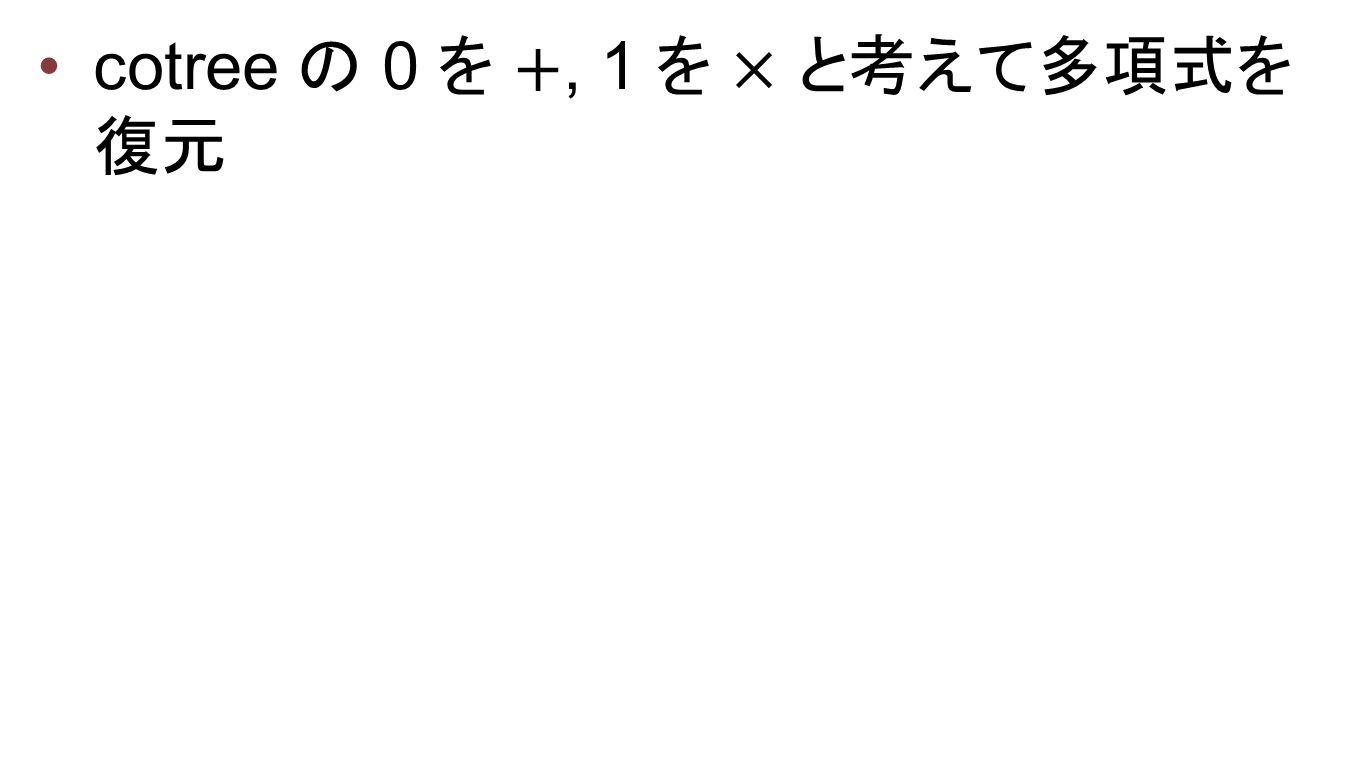 • cotree の 0 を +, 1 を × と考えて多項式を
復元